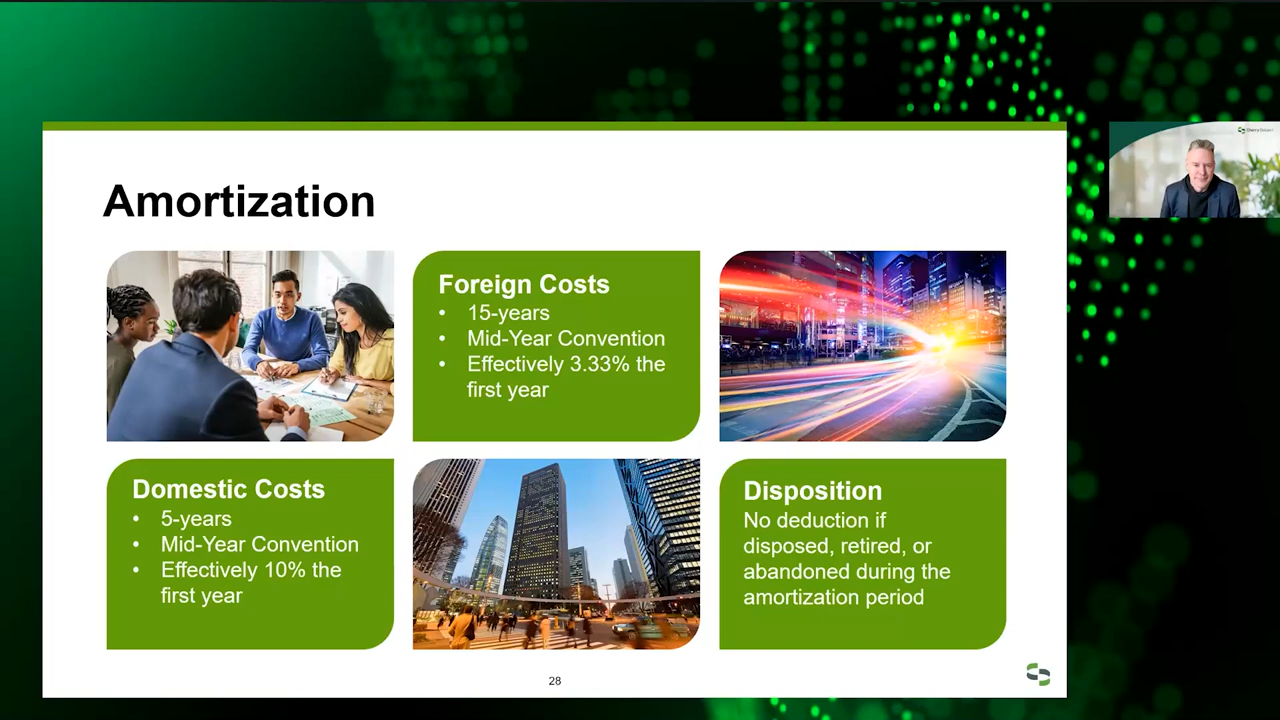 Amortization
Foreign Costs
• 15-years
• Mid-Year Convention
• Effectively 3.33% the
first year
Domestic Costs
• 5-years
• Mid-Year Convention
• Effectively 10% the
first year
Disposition
No deduction if
disposed, retired, or
abandoned during the
amortization period
28